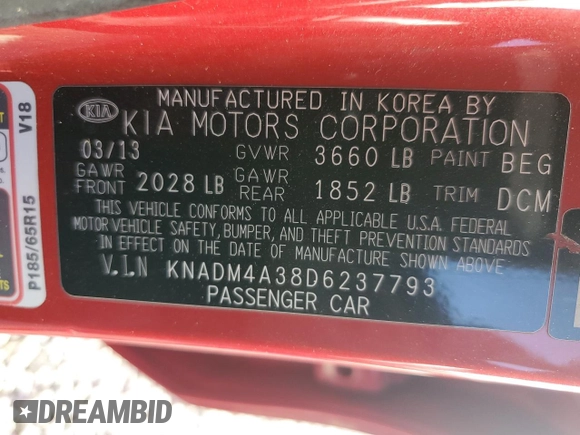 MANUFACTURED IN KOREA BY
KIA KIA MOTORS CORPORATION
03/13 GVWR 3660 LB PAINT BEG
GAWR FRONT 2028 LB GAWR REAR 1852 LB TRIM DCM
THIS VEHICLE CONFORMS TO ALL APPLICABLE U.S.A. FEDERAL
MOTOR VEHICLE SAFETY, BUMPER, AND THEFT PREVENTION STANDARDS
IN EFFECT ON THE DATE OF MANUFACTURE SHOWN ABOVE
V.I.N KNADM4A38D6237793
PASSENGER CAR
V18
P185/65R15
DREAMBID